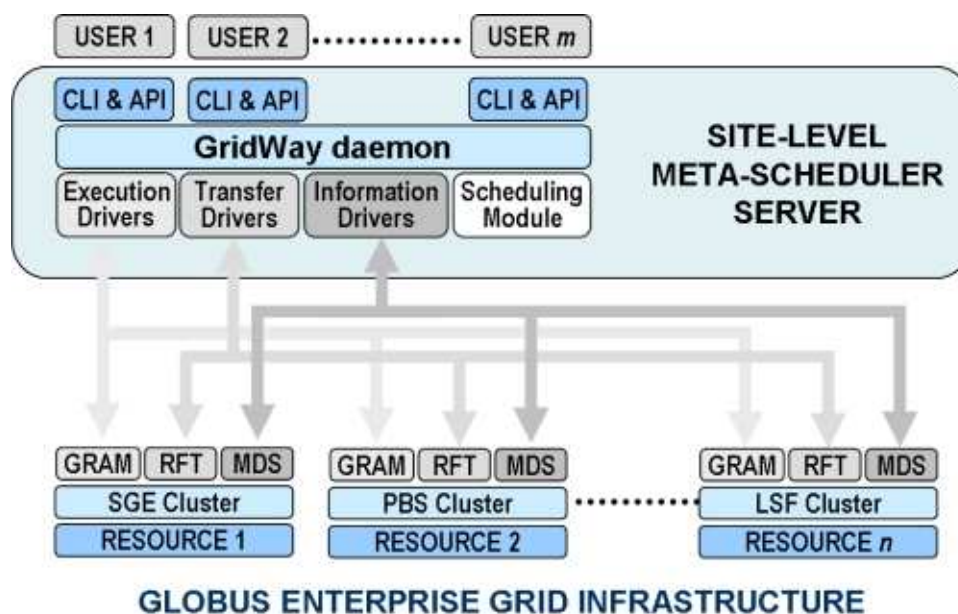 USER 1 USER 2 USER m
CLI & API CLI & API CLI & API
GridWay daemon
SITE-LEVEL
META-SCHEDULER
SERVER
Execution Drivers
Transfer Drivers
Information Drivers
Scheduling Module
GRAM RFT MDS GRAM RFT MDS GRAM RFT MDS
SGE Cluster PBS Cluster LSF Cluster
RESOURCE 1 RESOURCE 2 RESOURCE n
GLOBUS ENTERPRISE GRID INFRASTRUCTURE